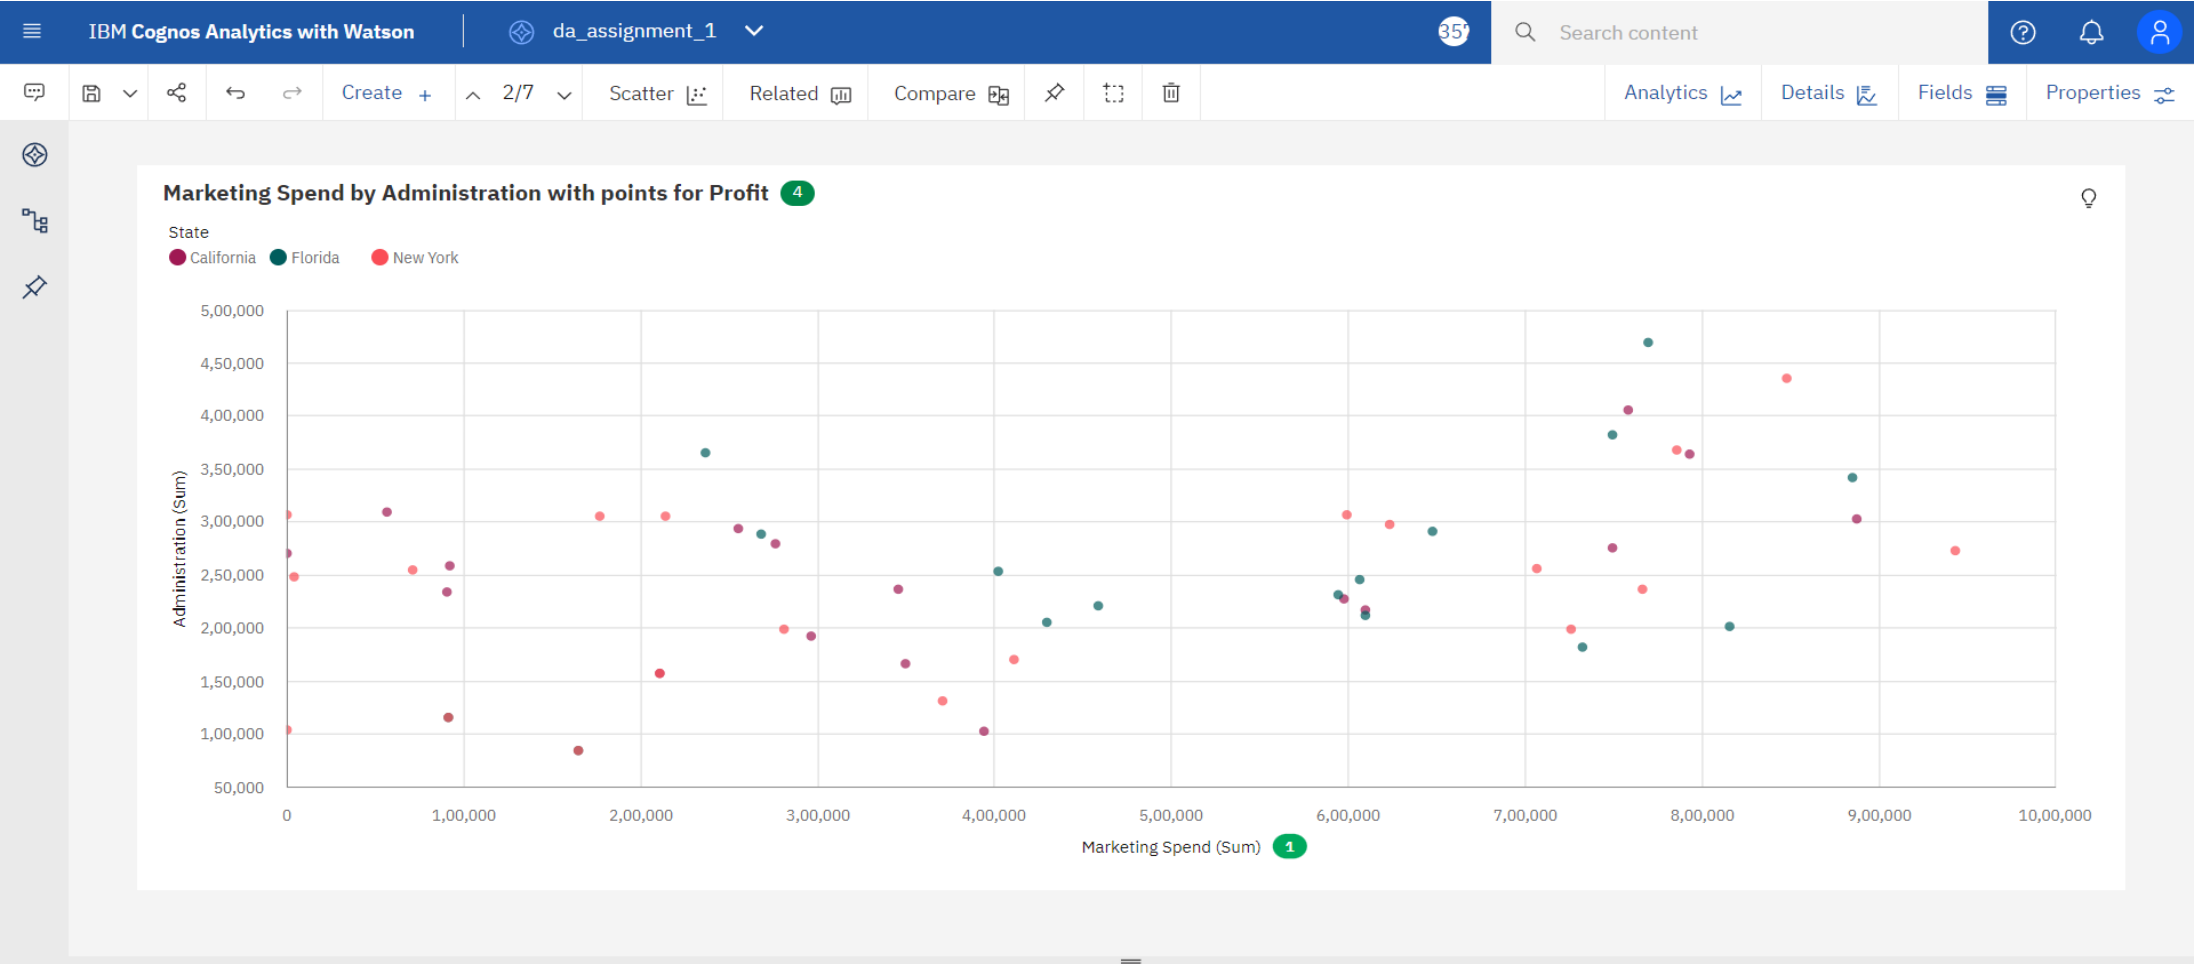 IBM Cognos Analytics with Watson
da_assignment_1
357
Search content
Create + 2/7 Scatter Related Compare Analytics Details Fields Properties
Marketing Spend by Administration with points for Profit 4
State
California Florida New York
Administration (Sum)
5,00,000
4,50,000
4,00,000
3,50,000
3,00,000
2,50,000
2,00,000
1,50,000
1,00,000
50,000
0 1,00,000 2,00,000 3,00,000 4,00,000 5,00,000 6,00,000 7,00,000 8,00,000 9,00,000 10,00,000
Marketing Spend (Sum) 1